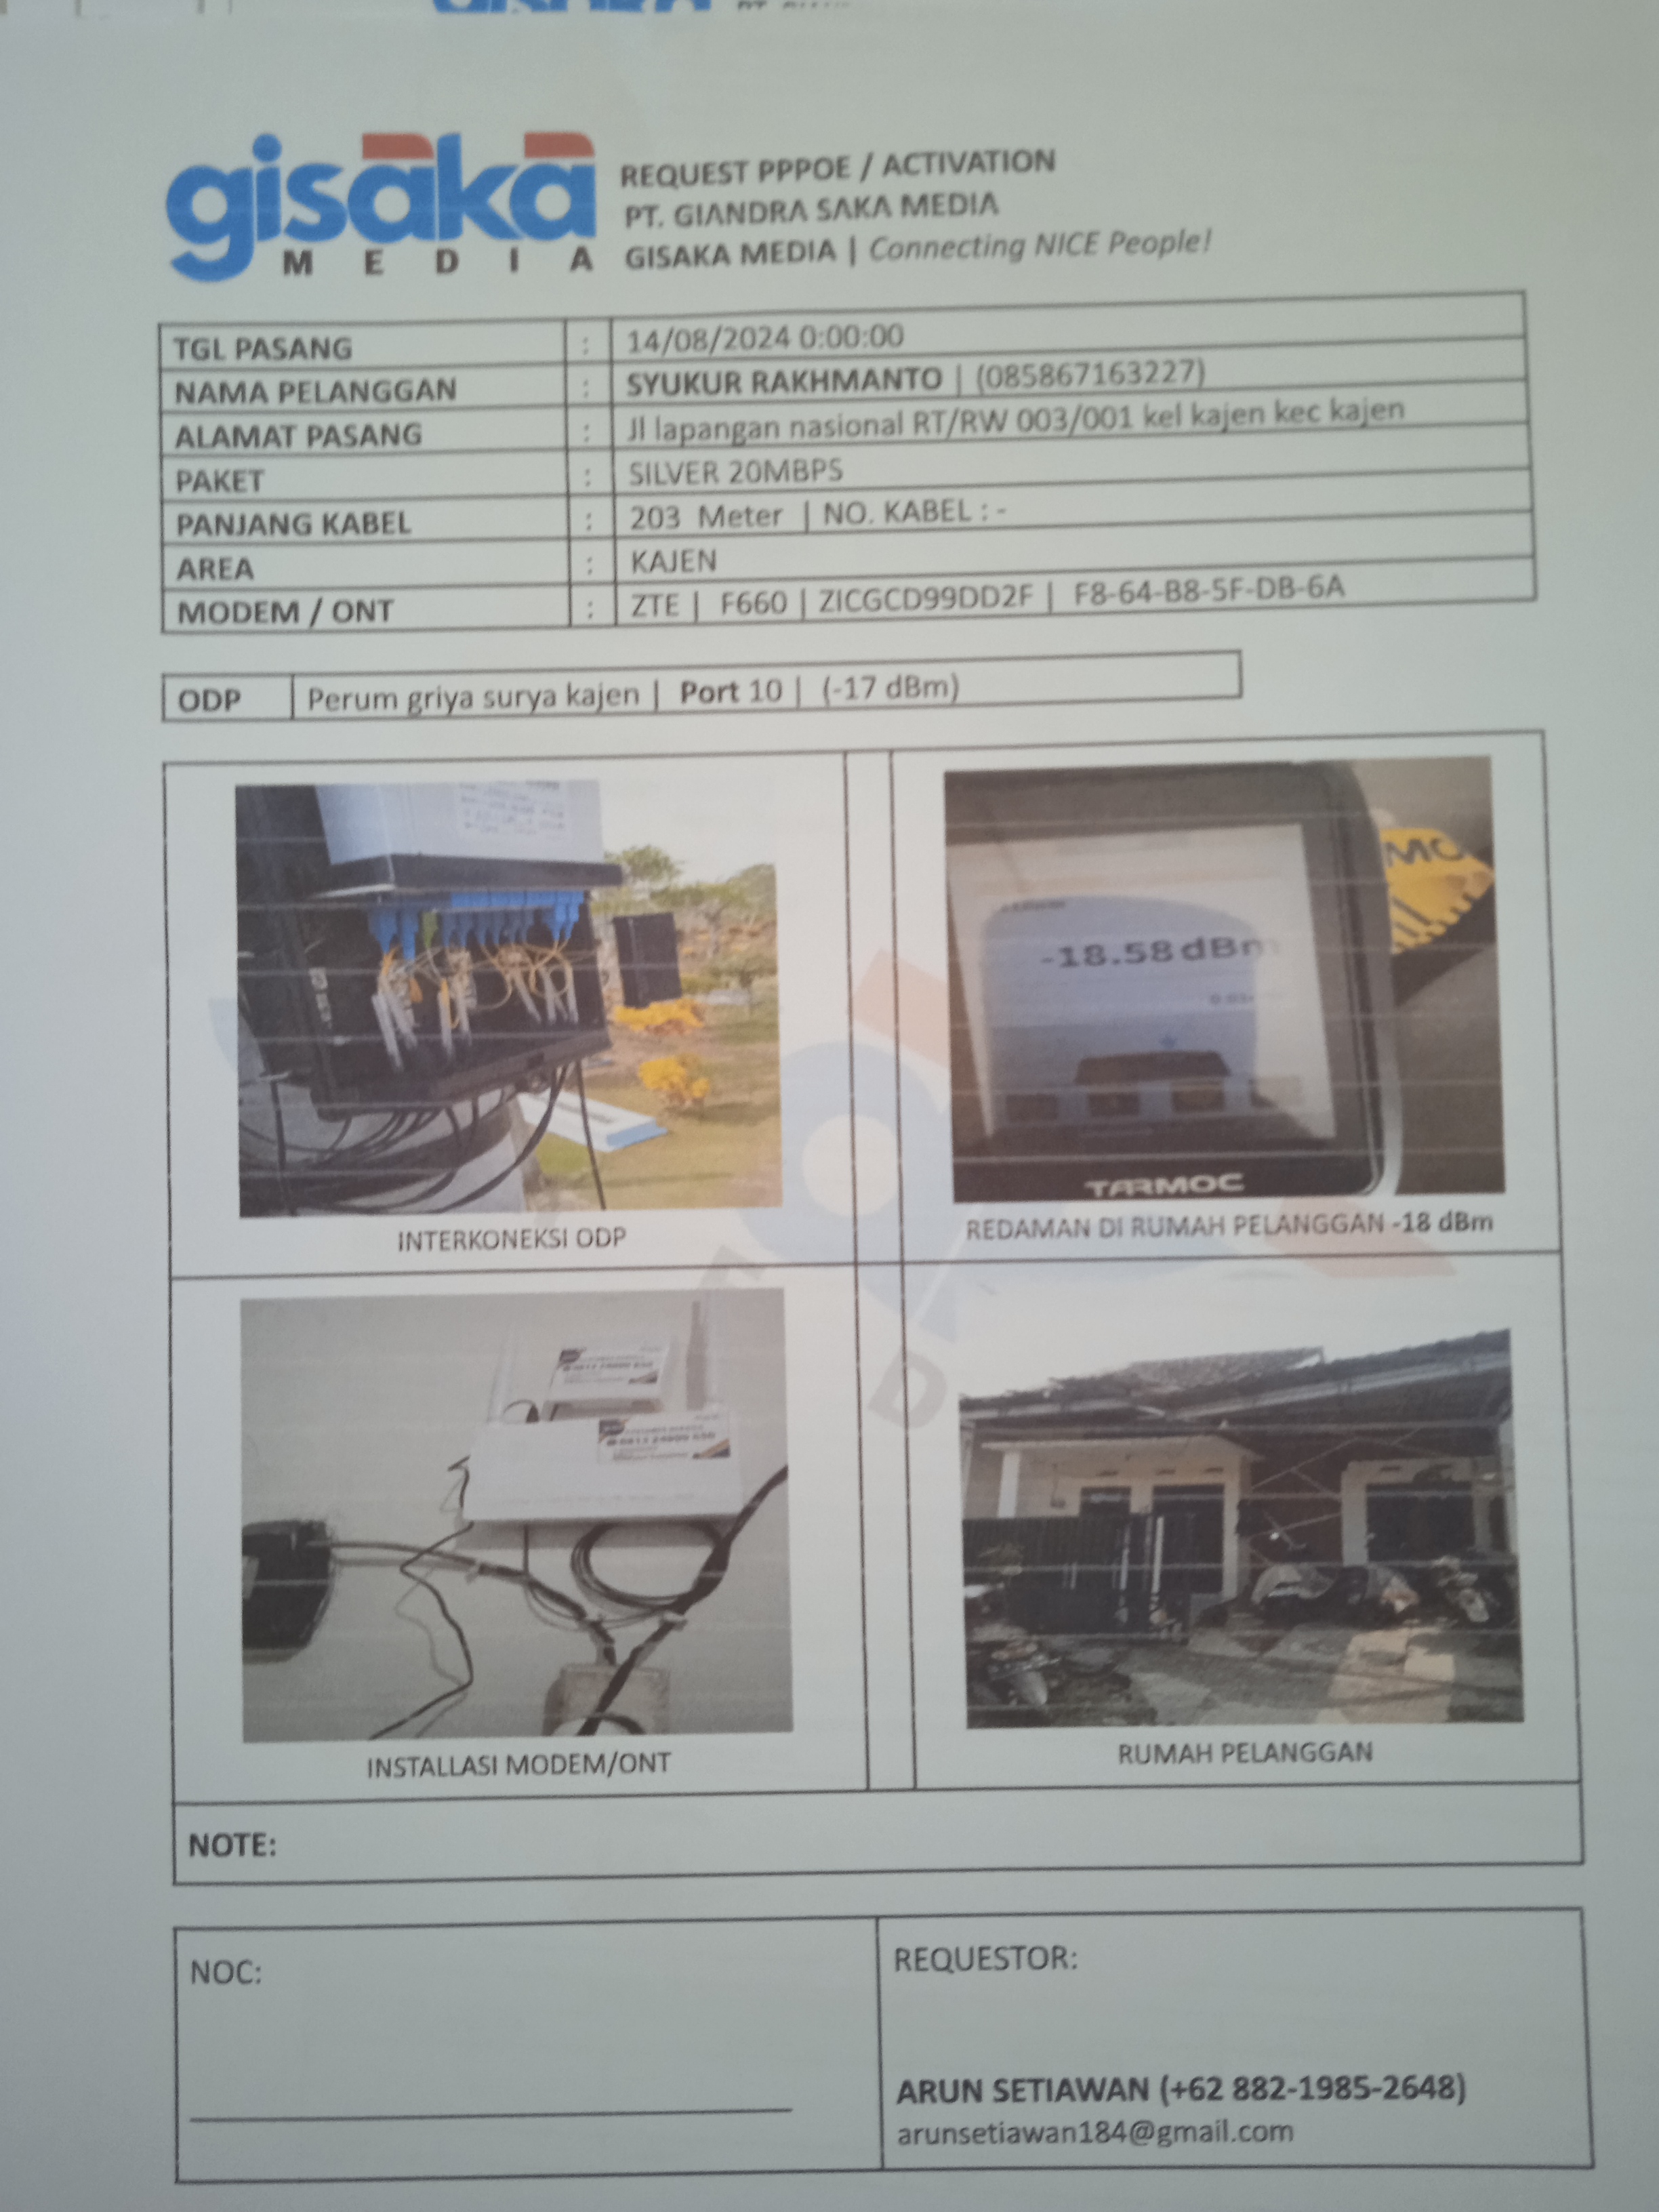 gisaka
MEDIA
REQUEST PPPOE / ACTIVATION
PT. GIANDRA SAKA MEDIA
GISAKA MEDIA | Connecting NICE People!
TGL PASANG : 14/08/2024 0:00:00
NAMA PELANGGAN : SYUKUR RAKHMANTO | (085867163227)
ALAMAT PASANG : Jl lapangan nasional RT/RW 003/001 kel kajen kec kajen
PAKET : SILVER 20MBPS
PANJANG KABEL : 203 Meter | NO. KABEL : -
AREA : KAJEN
MODEM / ONT : ZTE | F660 | ZICGCD99DD2F | F8-64-B8-5F-DB-6A
ODP Perum griya surya kajen | Port 10 | (-17 dBm)
-18.58 dBm
TARMOC
INTERKONEKSI ODP
REDAMAN DI RUMAH PELANGGAN -18 dBm
INSTALLASI MODEM/ONT
RUMAH PELANGGAN
NOTE:
NOC:
REQUESTOR:
ARUN SETIAWAN (+62 882-1985-2648)
arunsetiawan184@gmail.com